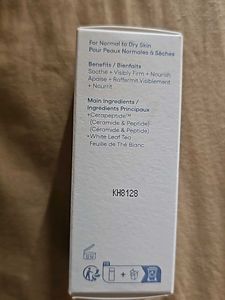 For Normal to Dry Skin
Pour Peaux Normales à Sèches
Benefits / Bienfaits
Soothe + Visibly Firm + Nourish
Apaise + Raffermit Visiblement
+ Nourrit
Main Ingredients /
Ingrédients Principaux
+Cerapeptide™
(Ceramide & Peptide)
(Céramide & Peptide)
+White Leaf Tea
Feuille de Thé Blanc
KH8128